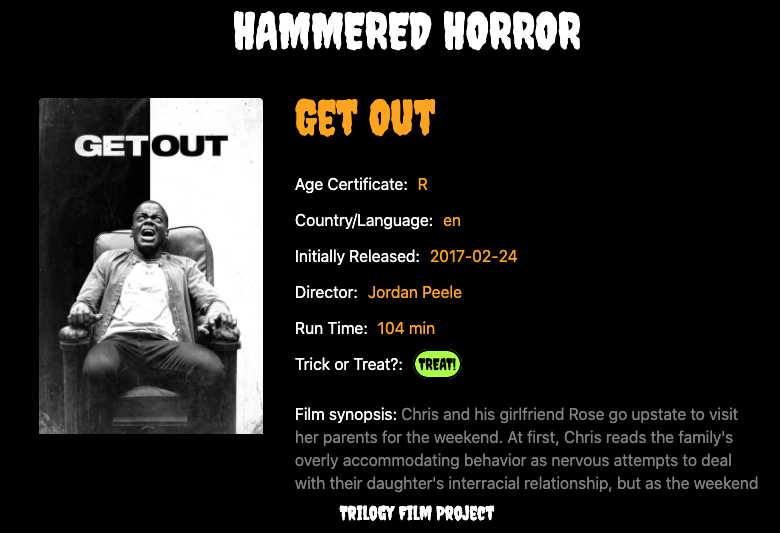 HAMMERED HORROR
GETOUT
GET OUT
Age Certificate: R
Country/Language: en
Initially Released: 2017-02-24
Director: Jordan Peele
Run Time: 104 min
Trick or Treat?: TREAT!
Film synopsis: Chris and his girlfriend Rose go upstate to visit
her parents for the weekend. At first, Chris reads the family's
overly accommodating behavior as nervous attempts to deal
with their daughter's interracial relationship, but as the weekend
TRILOGY FILM PROJECT